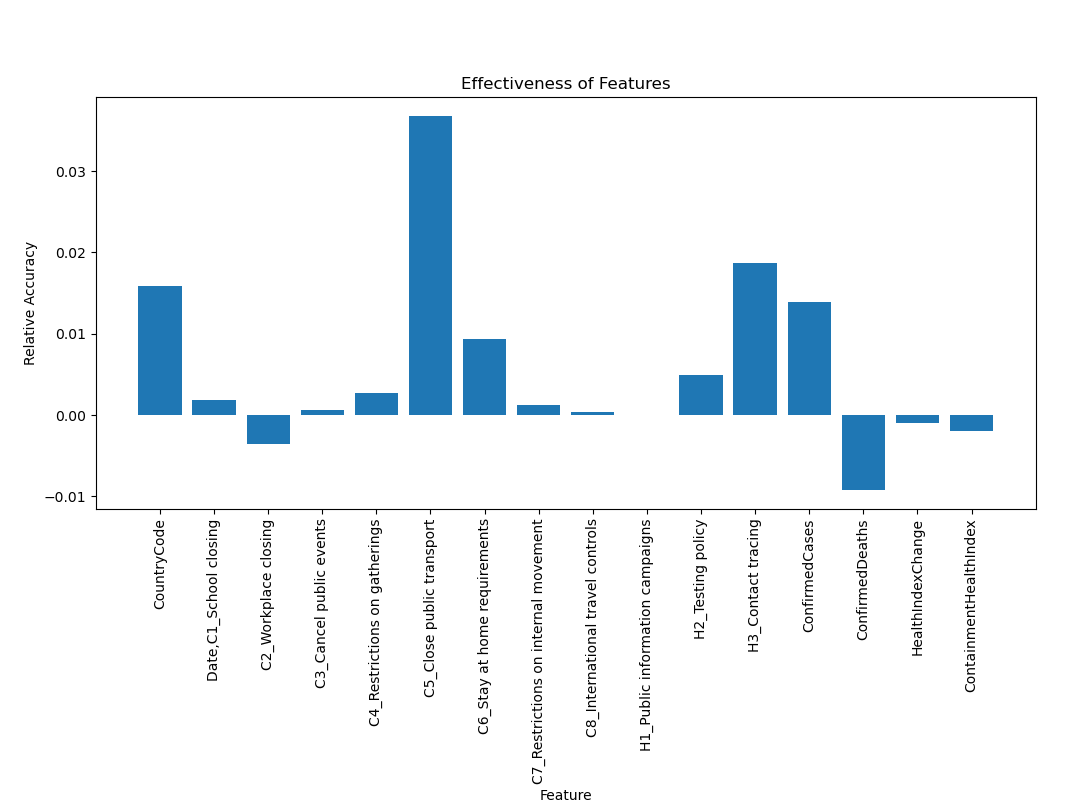 Effectiveness of Features
Relative Accuracy
0.03
0.02
0.01
0.00
−0.01
CountryCode
Date,C1_School closing
C2_Workplace closing
C3_Cancel public events
C4_Restrictions on gatherings
C5_Close public transport
C6_Stay at home requirements
C7_Restrictions on internal movement
C8_International travel controls
H1_Public information campaigns
H2_Testing policy
H3_Contact tracing
ConfirmedCases
ConfirmedDeaths
HealthIndexChange
ContainmentHealthIndex
Feature